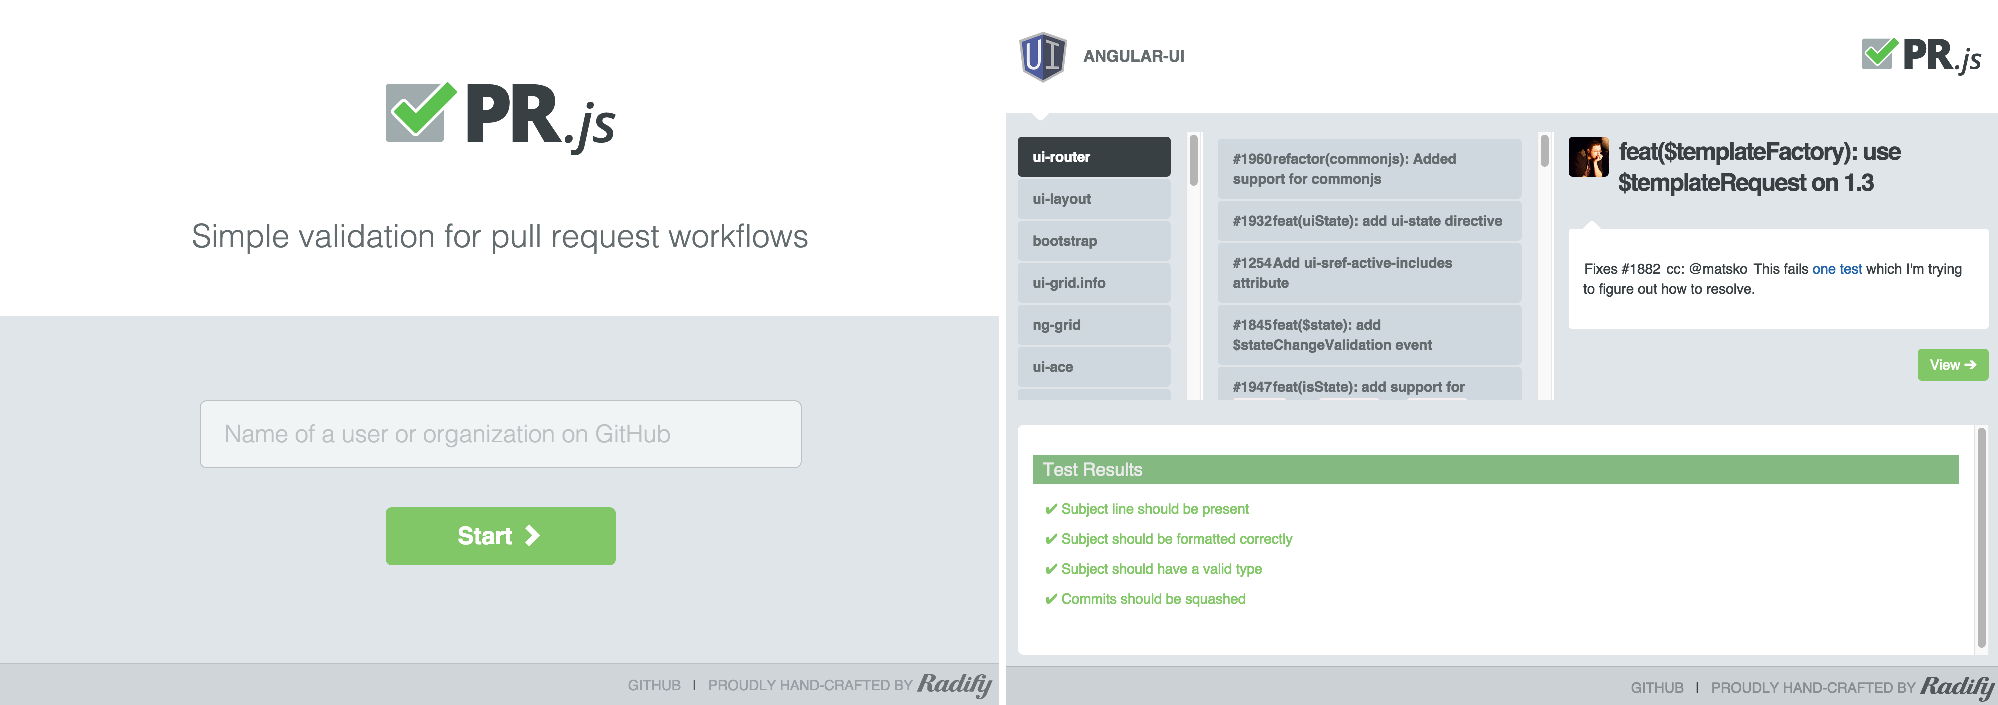 PR.js
Simple validation for pull request workflows
Name of a user or organization on GitHub
Start
GITHUB | PROUDLY HAND-CRAFTED BY Radify
UI ANGULAR-UI
PR.js
ui-router
ui-layout
bootstrap
ui-grid.info
ng-grid
ui-ace
#1960refactor(commonjs): Added
support for commonjs
#1932feat(uiState): add ui-state directive
#1254Add ui-sref-active-includes
attribute
#1845feat($state): add
$stateChangeValidation event
#1947feat(isState): add support for
feat($templateFactory): use
$templateRequest on 1.3
Fixes #1882 cc: @matsko This fails one test which I'm trying
to figure out how to resolve.
View ➔
Test Results
✔ Subject line should be present
✔ Subject should be formatted correctly
✔ Subject should have a valid type
✔ Commits should be squashed
GITHUB | PROUDLY HAND-CRAFTED BY Radify